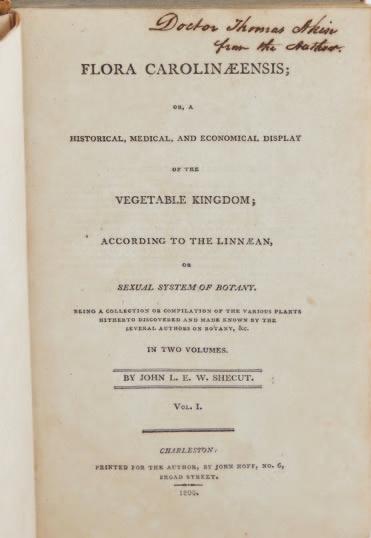 Doctor Thomas Akin
from the Author.
FLORA CAROLINÆENSIS;
OR, A
HISTORICAL, MEDICAL, AND ECONOMICAL DISPLAY
OF THE
VEGETABLE KINGDOM;
ACCORDING TO THE LINNÆAN,
OR
SEXUAL SYSTEM OF BOTANY.
BEING A COLLECTION OR COMPILATION OF THE VARIOUS PLANTS
HITHERTO DISCOVERED AND MADE KNOWN BY THE
SEVERAL AUTHORS ON BOTANY, &C.
IN TWO VOLUMES.
BY JOHN L. E. W. SHECUT.
VOL. I.
CHARLESTON:
PRINTED FOR THE AUTHOR, BY JOHN HOFF, NO. 6,
BROAD STREET.
1806.